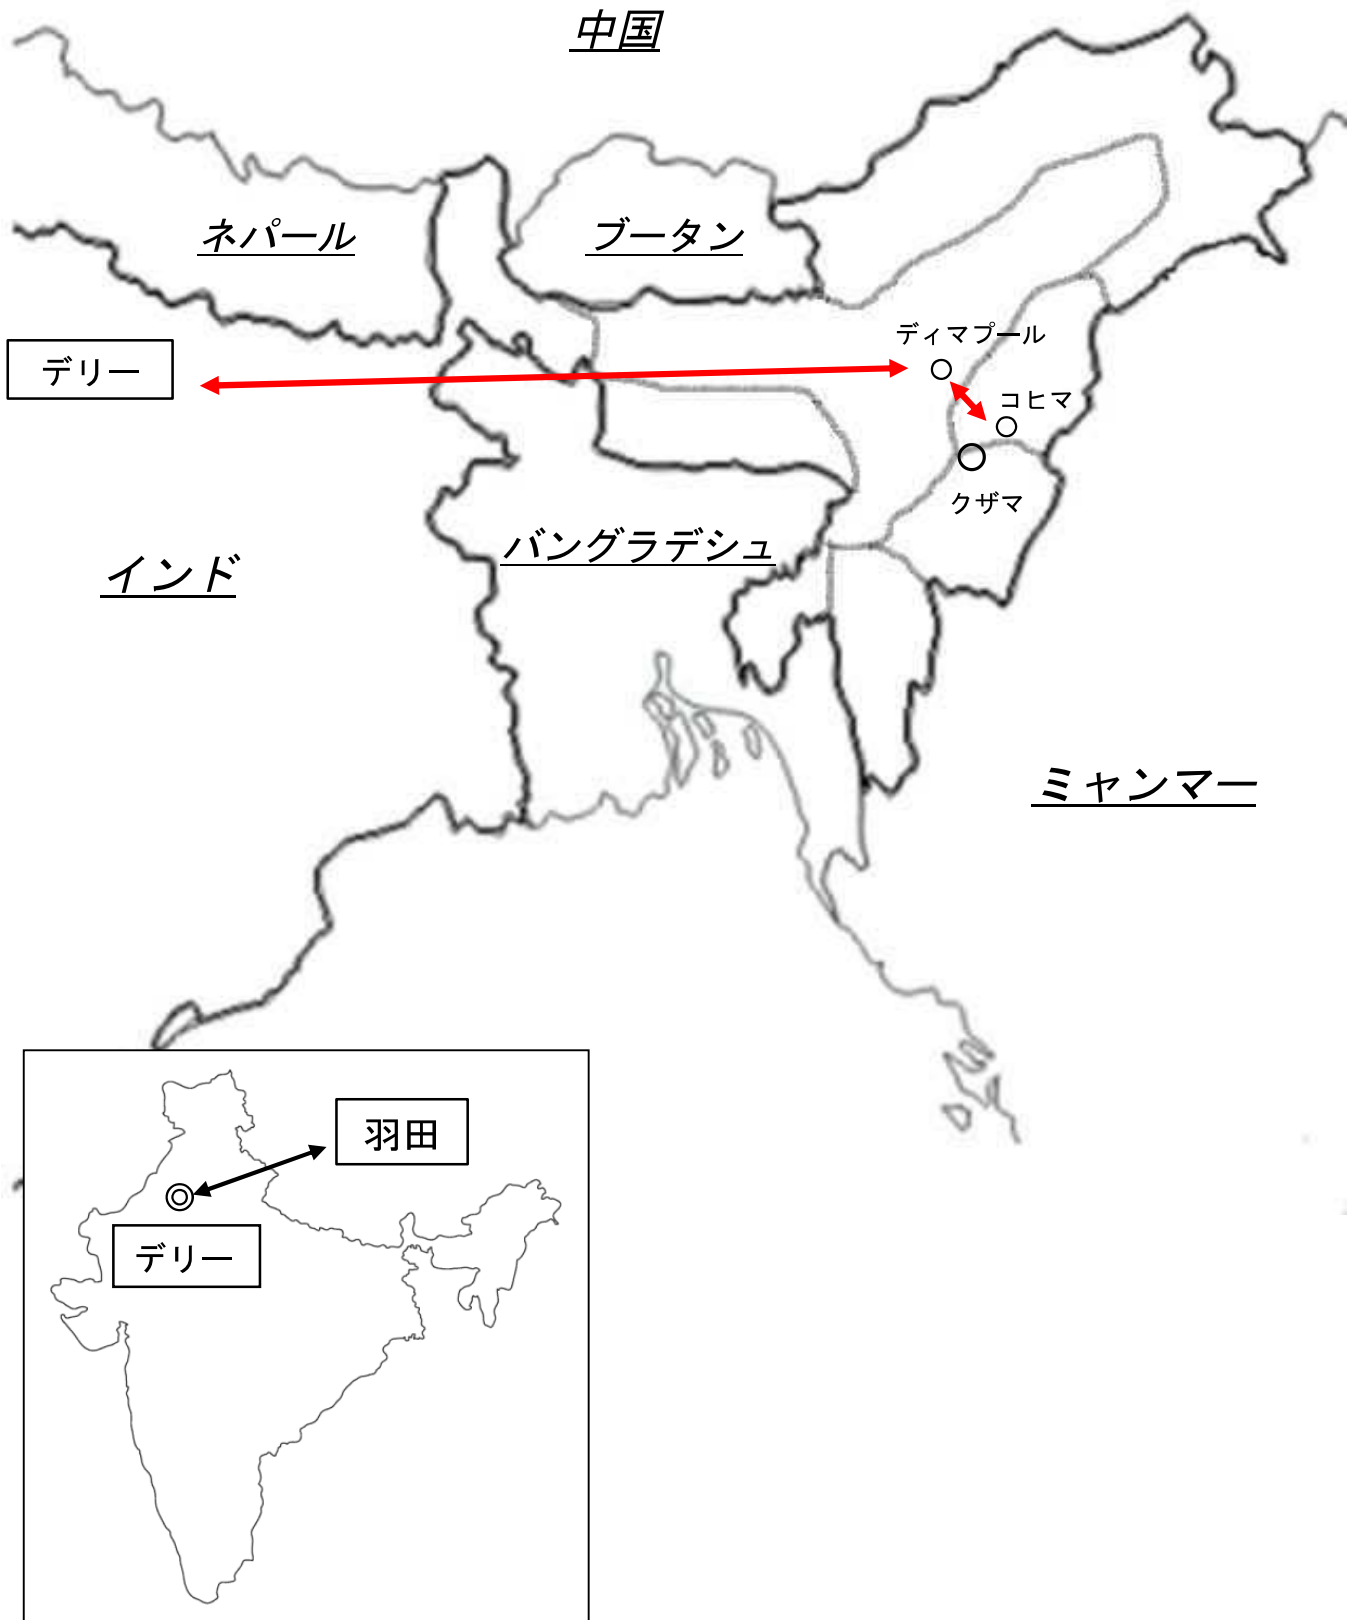 中国
ネパール
ブータン
ディマプール
デリー
コヒマ
クザマ
バングラデシュ
インド
ミャンマー
羽田
デリー